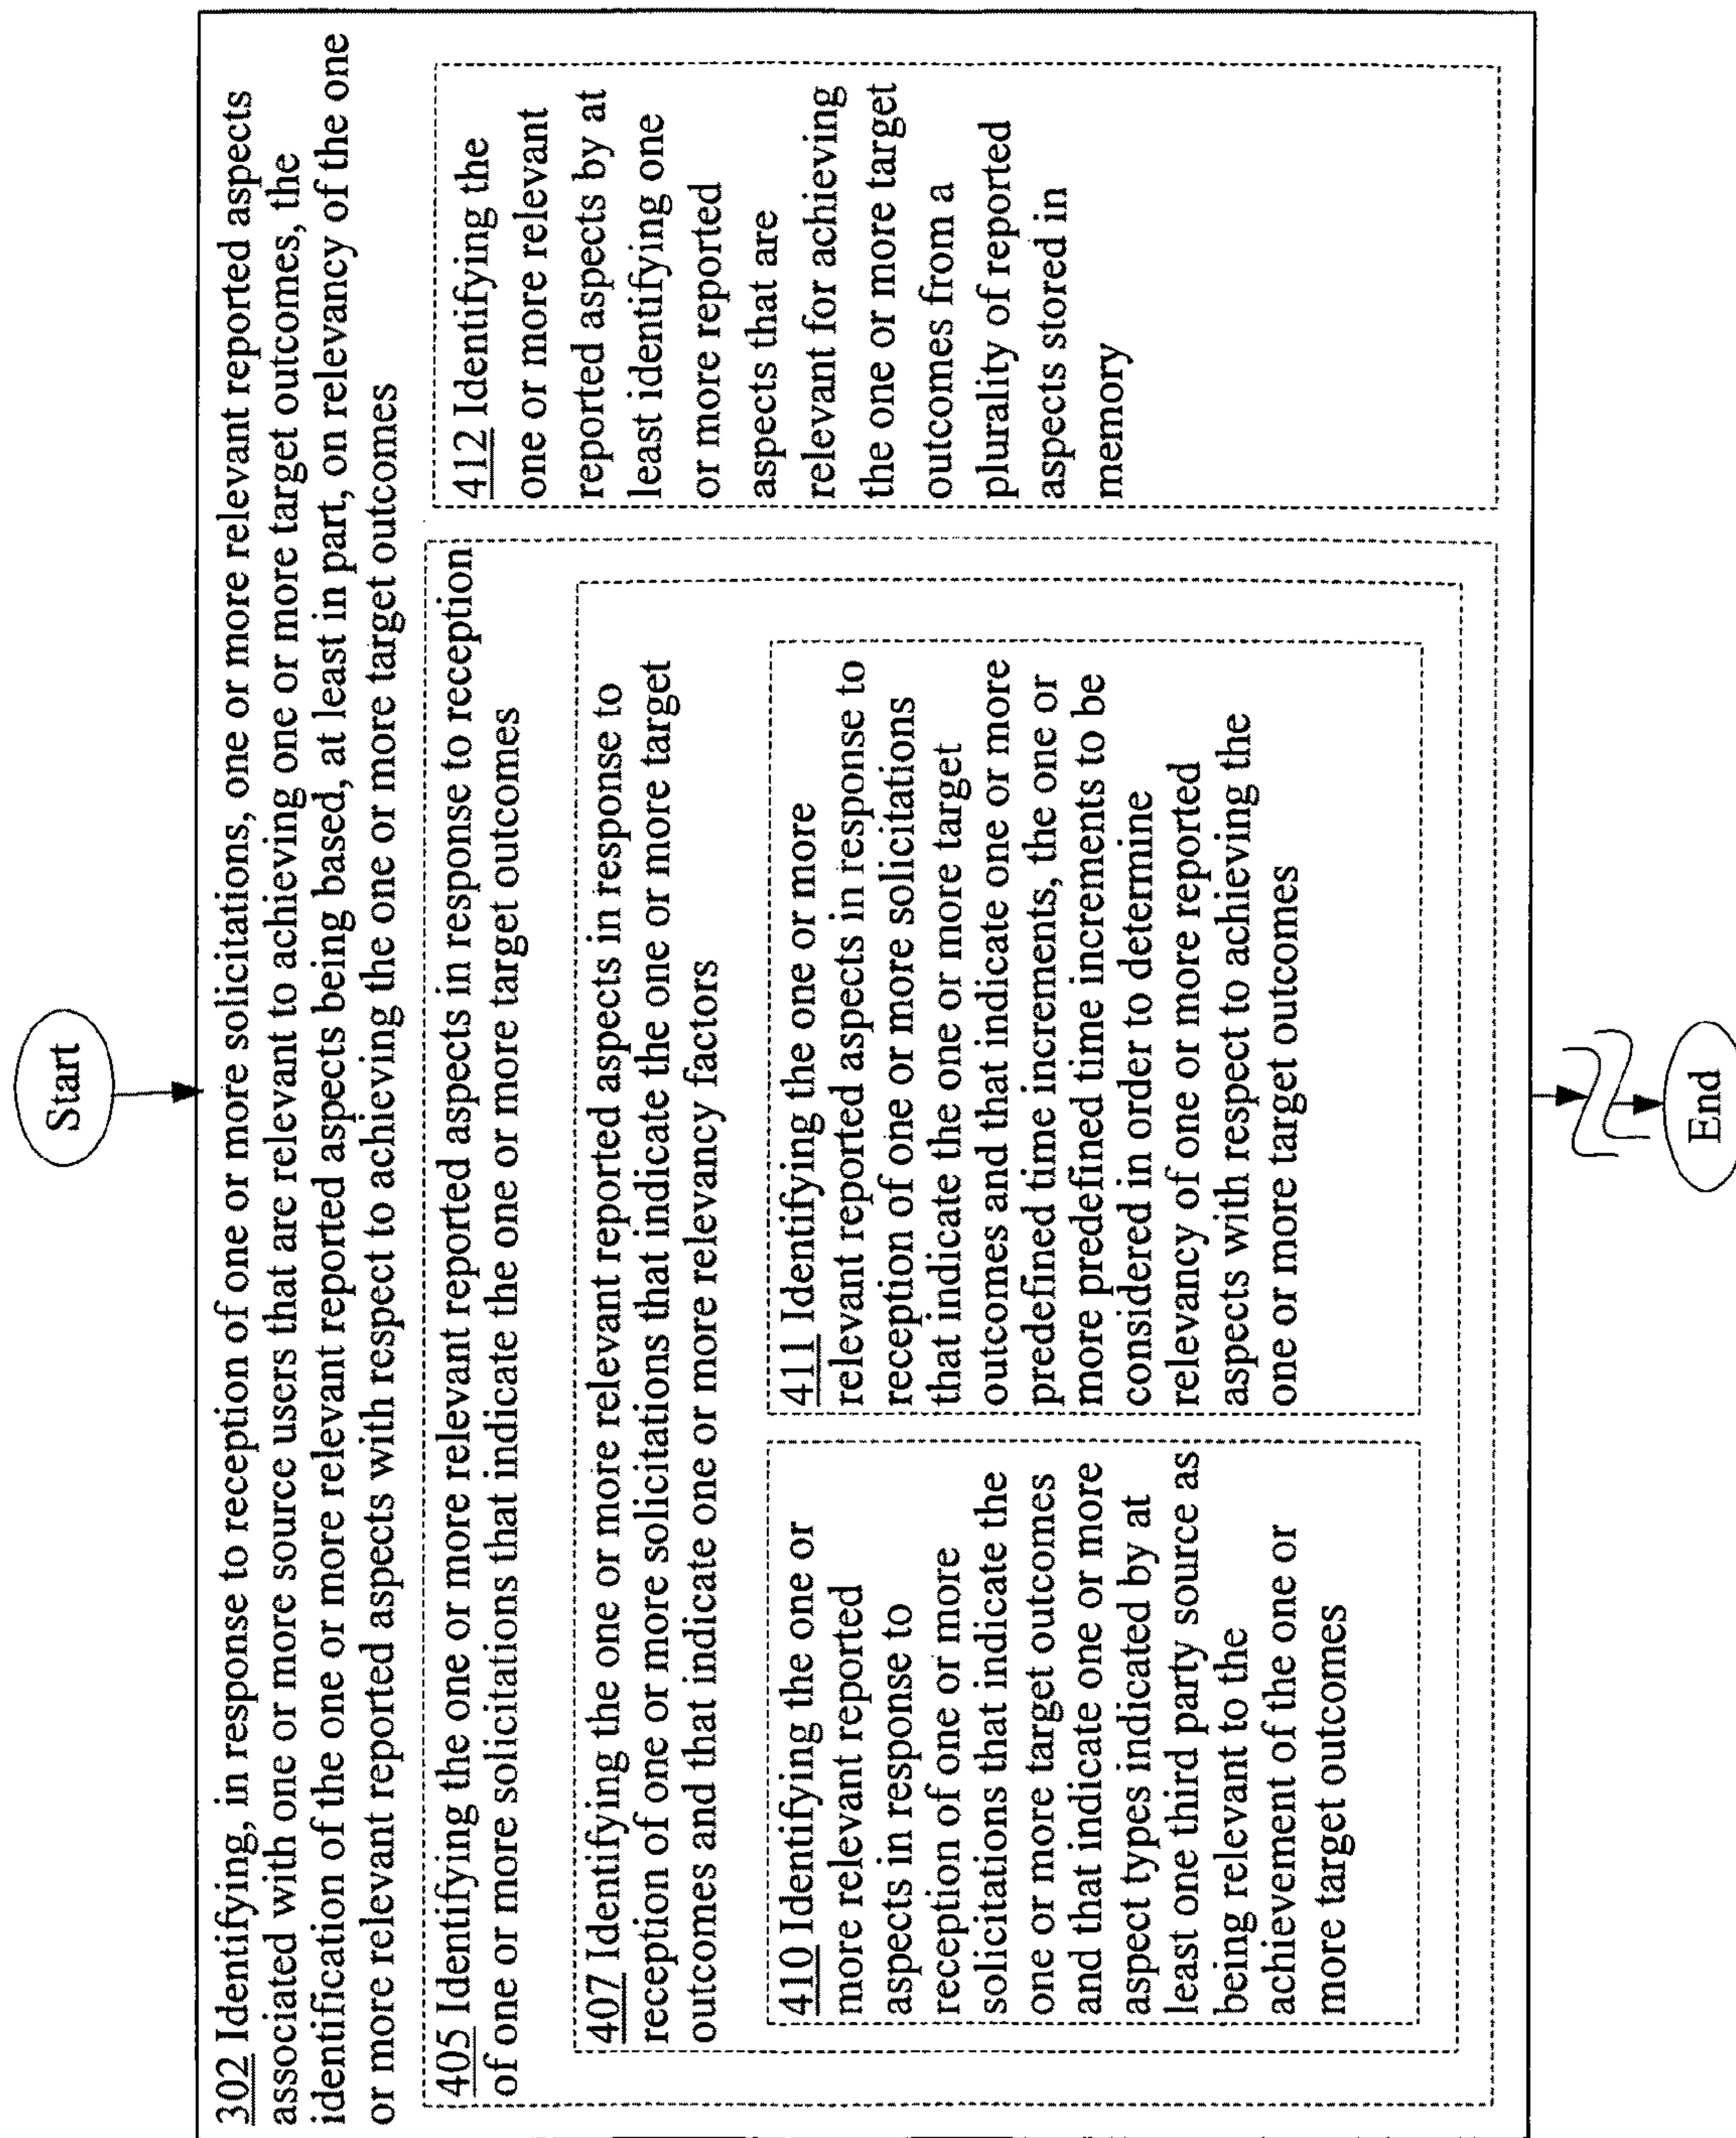 Start
302 Identifying, in response to reception of one or more solicitations, one or more relevant reported aspects
associated with one or more source users that are relevant to achieving one or more target outcomes, the
identification of the one or more relevant reported aspects being based, at least in part, on relevancy of the one
or more relevant reported aspects with respect to achieving the one or more target outcomes
405 Identifying the one or more relevant reported aspects in response to reception
of one or more solicitations that indicate the one or more target outcomes
407 Identifying the one or more relevant reported aspects in response to
reception of one or more solicitations that indicate the one or more target
outcomes and that indicate one or more relevancy factors
410 Identifying the one or
more relevant reported
aspects in response to
reception of one or more
solicitations that indicate the
one or more target outcomes
and that indicate one or more
aspect types indicated by at
least one third party source as
being relevant to the
achievement of the one or
more target outcomes
411 Identifying the one or more
relevant reported aspects in response to
reception of one or more solicitations
that indicate the one or more target
outcomes and that indicate one or more
predefined time increments, the one or
more predefined time increments to be
considered in order to determine
relevancy of one or more reported
aspects with respect to achieving the
one or more target outcomes
412 Identifying the
one or more relevant
reported aspects by at
least identifying one
or more reported
aspects that are
relevant for achieving
the one or more target
outcomes from a
plurality of reported
aspects stored in
memory
End